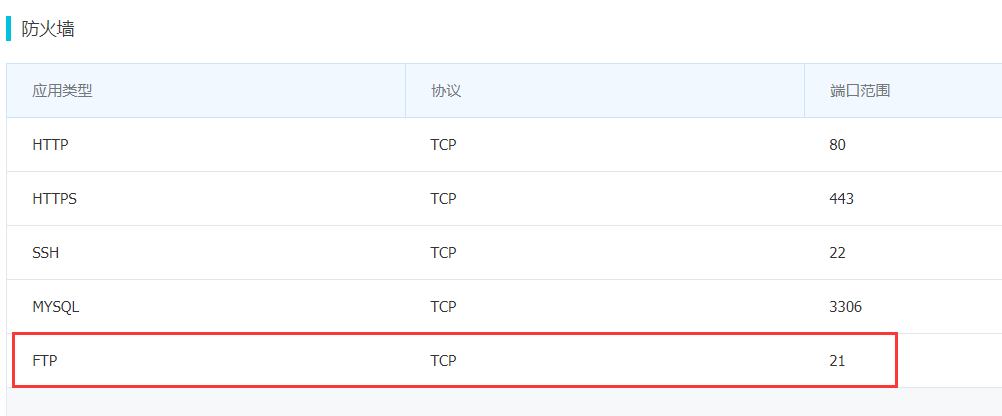 防火墙
应用类型 协议 端口范围
HTTP TCP 80
HTTPS TCP 443
SSH TCP 22
MYSQL TCP 3306
FTP TCP 21